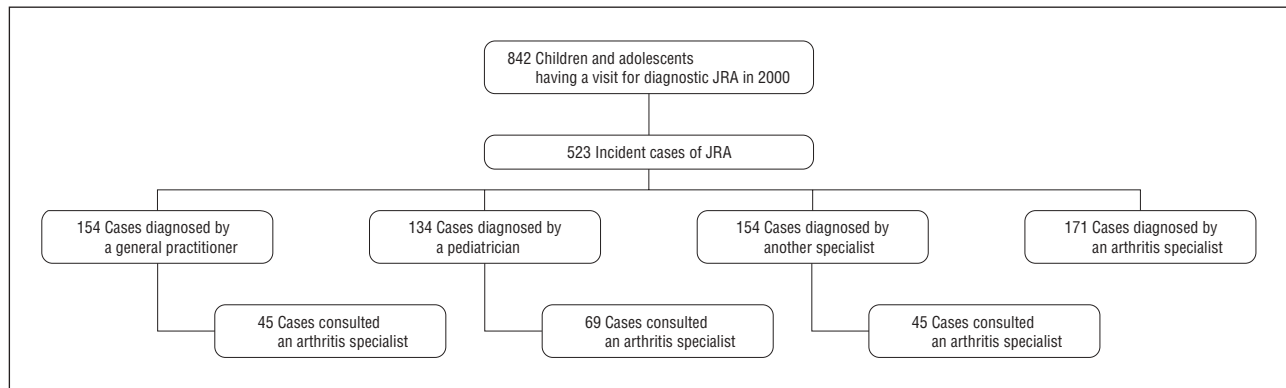 842 Children and adolescents
having a visit for diagnostic JRA in 2000
523 Incident cases of JRA
154 Cases diagnosed by
a general practitioner
134 Cases diagnosed by
a pediatrician
154 Cases diagnosed by
another specialist
171 Cases diagnosed by
an arthritis specialist
45 Cases consulted
an arthritis specialist
69 Cases consulted
an arthritis specialist
45 Cases consulted
an arthritis specialist